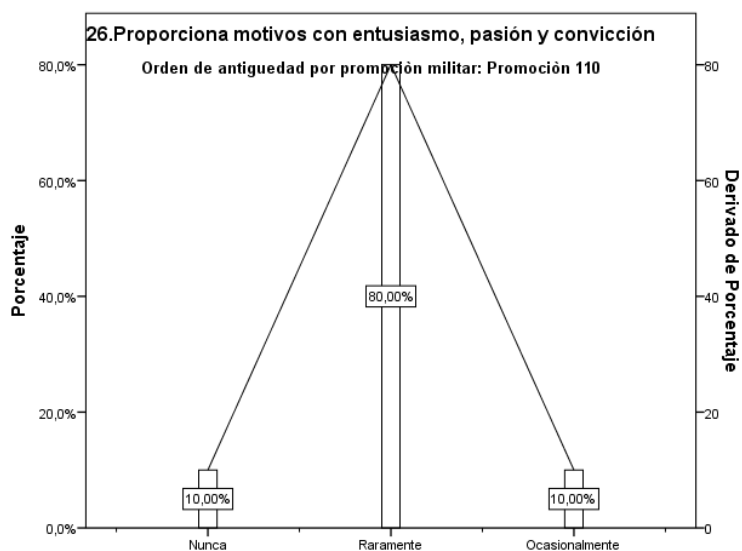 26.Proporciona motivos con entusiasmo, pasión y convicción
Orden de antiguedad por promoción militar: Promoción 110
Porcentaje
80,0%
60,0%
40,0%
20,0%
0,0%
10,00%
80,00%
10,00%
Nunca
Raramente
Ocasionalmente
80
60
40
20
0
Derivado de Porcentaje